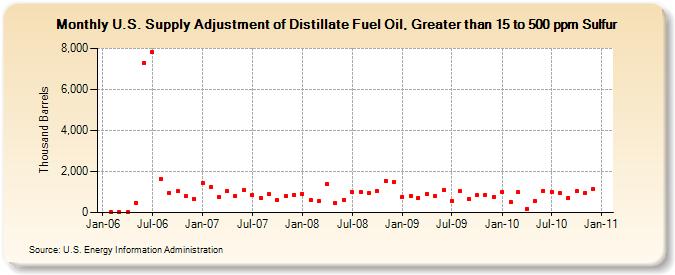 Monthly U.S. Supply Adjustment of Distillate Fuel Oil, Greater than 15 to 500 ppm Sulfur
Thousand Barrels
8,000
6,000
4,000
2,000
0
Jan-06 Jul-06 Jan-07 Jul-07 Jan-08 Jul-08 Jan-09 Jul-09 Jan-10 Jul-10 Jan-11
Source: U.S. Energy Information Administration